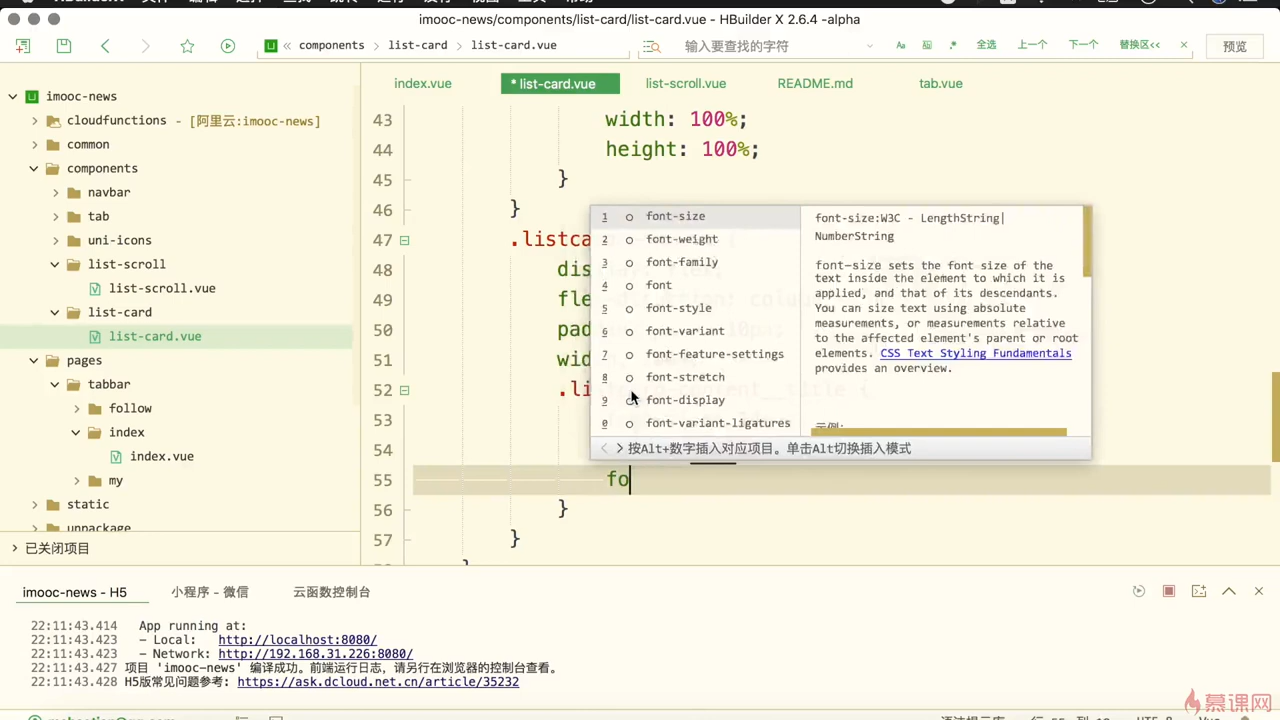 imooc-news/components/list-card/list-card.vue - HBuilder X 2.6.4 -alpha
components list-card list-card.vue 输入要查找的字符 Aa .* 全选 上一个 下一个 替换区<< × 预览
imooc-news
cloudfunctions - [阿里云:imooc-news]
common
components
navbar
tab
uni-icons
list-scroll
list-scroll.vue
list-card
list-card.vue
pages
tabbar
follow
index
index.vue
my
static
unpackage
已关闭项目
index.vue * list-card.vue list-scroll.vue README.md tab.vue
43 width: 100%;
44 height: 100%;
45 }
46 }
47 .listca {
48 dis
49 fle
50 pad
51 wid
52 .li
53
54
55 fo
56 }
57 }
1 font-size
2 font-weight
3 font-family
4 font
5 font-style
6 font-variant
7 font-feature-settings
8 font-stretch
9 font-display
0 font-variant-ligatures
font-size:W3C - LengthString|
NumberString
font-size sets the font size of the
text inside the element to which it is
applied, and that of its descendants.
You can size text using absolute
measurements, or measurements relative
to the affected element's parent or root
elements. CSS Text Styling Fundamentals
provides an overview.
按Alt+数字插入对应项目。单击Alt切换插入模式
imooc-news - H5 小程序 - 微信 云函数控制台
22:11:43.414 App running at:
22:11:43.423 - Local: http://localhost:8080/
22:11:43.423 - Network: http://192.168.31.226:8080/
22:11:43.427 项目 'imooc-news' 编译成功。前端运行日志，请另行在浏览器的控制台查看。
22:11:43.428 H5版常见问题参考: https://ask.dcloud.net.cn/article/35232
慕课网